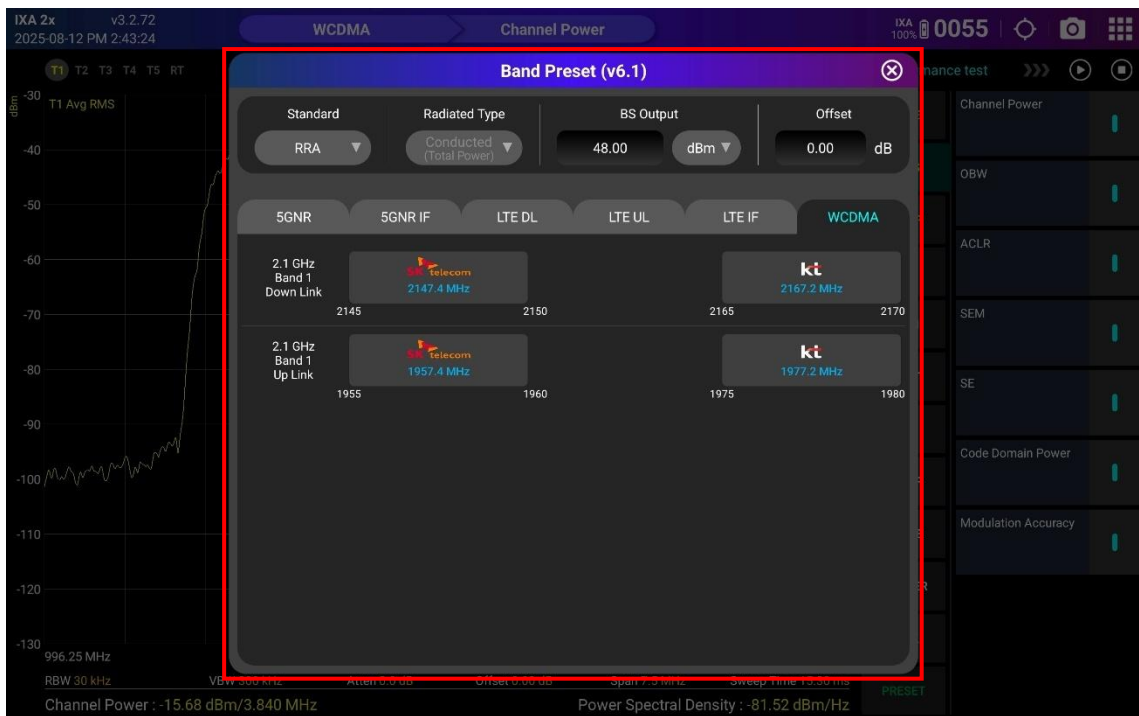 IXA 2x v3.2.72
2025-08-12 PM 2:43:24
WCDMA
Channel Power
IXA
100%
0055
T1 T2 T3 T4 T5 RT
dBm
T1 Avg RMS
-30
-40
-50
-60
-70
-80
-90
-100
-110
-120
-130
996.25 MHz
Band Preset (v6.1)
Standard
RRA
Radiated Type
Conducted
(Total Power)
BS Output
48.00
dBm
Offset
0.00
dB
5GNR
5GNR IF
LTE DL
LTE UL
LTE IF
WCDMA
2.1 GHz
Band 1
Down Link
SK telecom
2147.4 MHz
kt
2167.2 MHz
2145 2150 2165 2170
2.1 GHz
Band 1
Up Link
SK telecom
1957.4 MHz
kt
1977.2 MHz
1955 1960 1975 1980
test
Channel Power
OBW
ACLR
SEM
SE
Code Domain Power
Modulation Accuracy
PRESET
RBW 30 kHz
Channel Power : -15.68 dBm/3.840 MHz
Power Spectral Density : -81.52 dBm/Hz